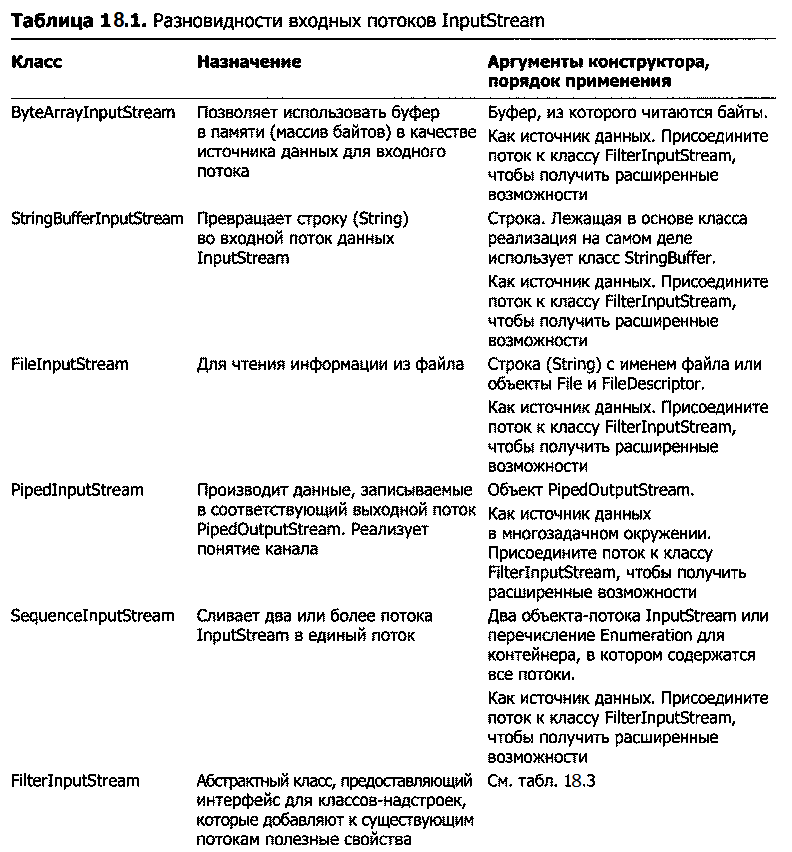 Таблица 18.1. Разновидности входных потоков InputStream
Класс
Назначение
Аргументы конструктора,
порядок применения
ByteArrayInputStream
Позволяет использовать буфер
в памяти (массив байтов) в качестве
источника данных для входного
потока
Буфер, из которого читаются байты.
Как источник данных. Присоедините
поток к классу FilterInputStream,
чтобы получить расширенные
возможности
StringBufferInputStream
Превращает строку (String)
во входной поток данных
InputStream
Строка. Лежащая в основе класса
реализация на самом деле
использует класс StringBuffer.
Как источник данных. Присоедините
поток к классу FilterInputStream,
чтобы получить расширенные
возможности
FileInputStream
Для чтения информации из файла
Строка (String) с именем файла или
объекты File и FileDescriptor.
Как источник данных. Присоедините
поток к классу FilterInputStream,
чтобы получить расширенные
возможности
PipedInputStream
Производит данные, записываемые
в соответствующий выходной поток
PipedOutputStream. Реализует
понятие канала
Объект PipedOutputStream.
Как источник данных
в многозадачном окружении.
Присоедините поток к классу
FilterInputStream, чтобы получить
расширенные возможности
SequenceInputStream
Сливает два или более потока
InputStream в единый поток
Два объекта-потока InputStream или
перечисление Enumeration для
контейнера, в котором содержатся
все потоки.
Как источник данных. Присоедините
поток к классу FilterInputStream,
чтобы получить расширенные
возможности
FilterInputStream
Абстрактный класс, предоставляющий
интерфейс для классов-надстроек,
которые добавляют к существующим
потокам полезные свойства
См. табл. 18.3